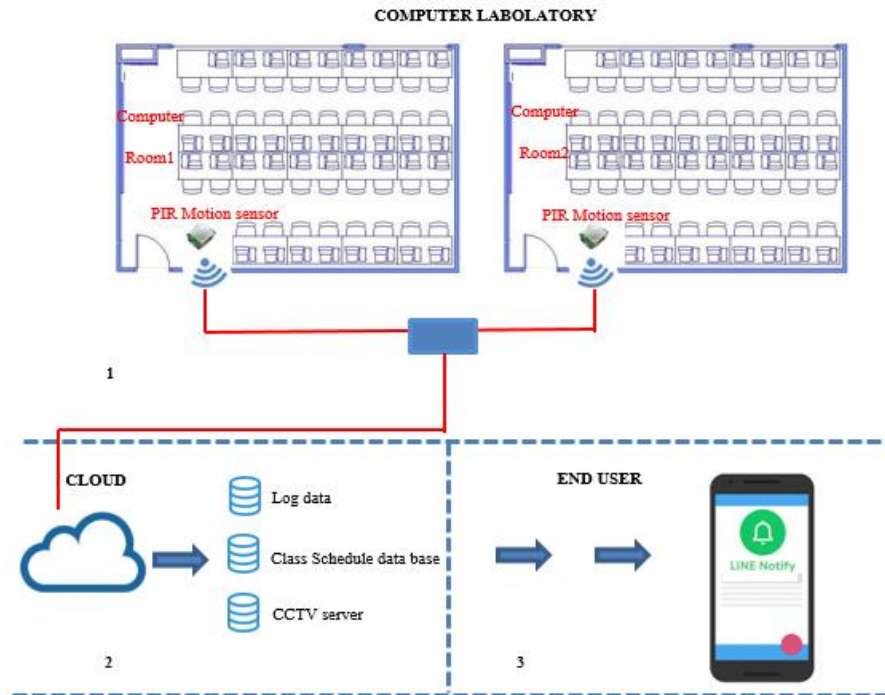 COMPUTER LABOLATORY
Computer
Room1
PIR Motion sensor
Computer
Room2
PIR Motion sensor
1
CLOUD
Log data
Class Schedule data base
CCTV server
2
END USER
LINE Notify
3